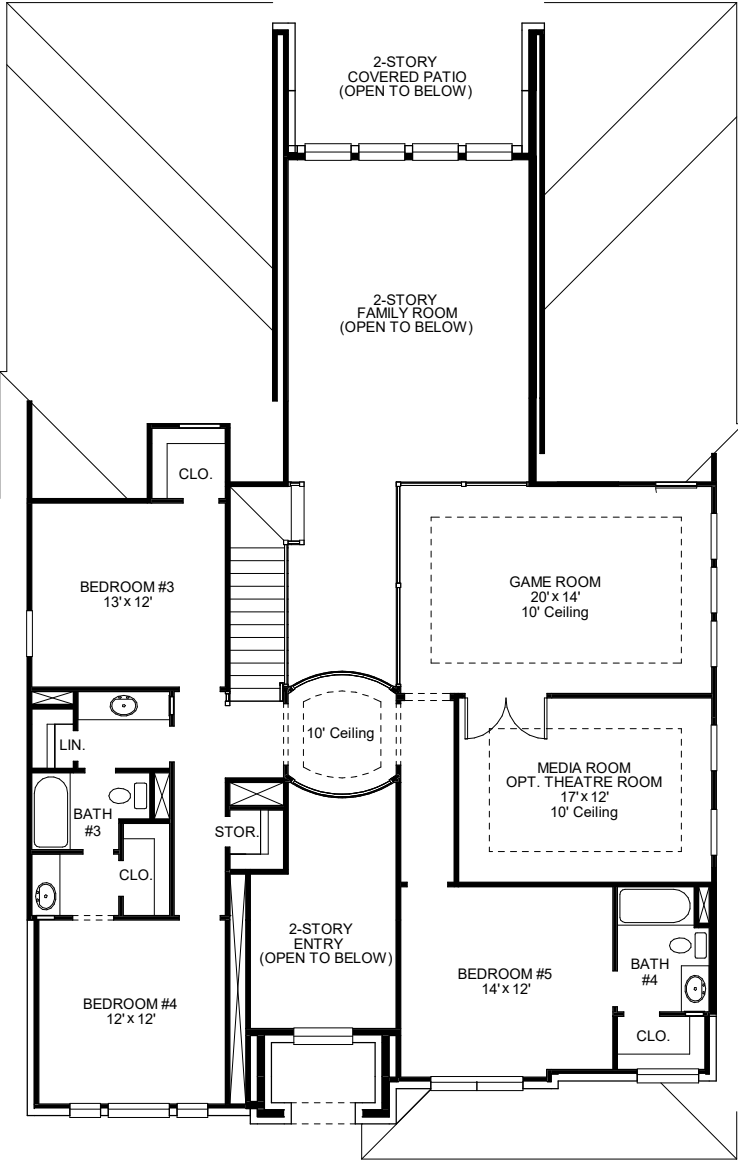 2-STORY
COVERED PATIO
(OPEN TO BELOW)
2-STORY
FAMILY ROOM
(OPEN TO BELOW)
CLO.
BEDROOM #3
13' x 12'
GAME ROOM
20' x 14'
10' Ceiling
LIN.
10' Ceiling
MEDIA ROOM
OPT. THEATRE ROOM
17' x 12'
10' Ceiling
BATH
#3
STOR.
CLO.
2-STORY
ENTRY
(OPEN TO BELOW)
BEDROOM #4
12' x 12'
BEDROOM #5
14' x 12'
BATH
#4
CLO.